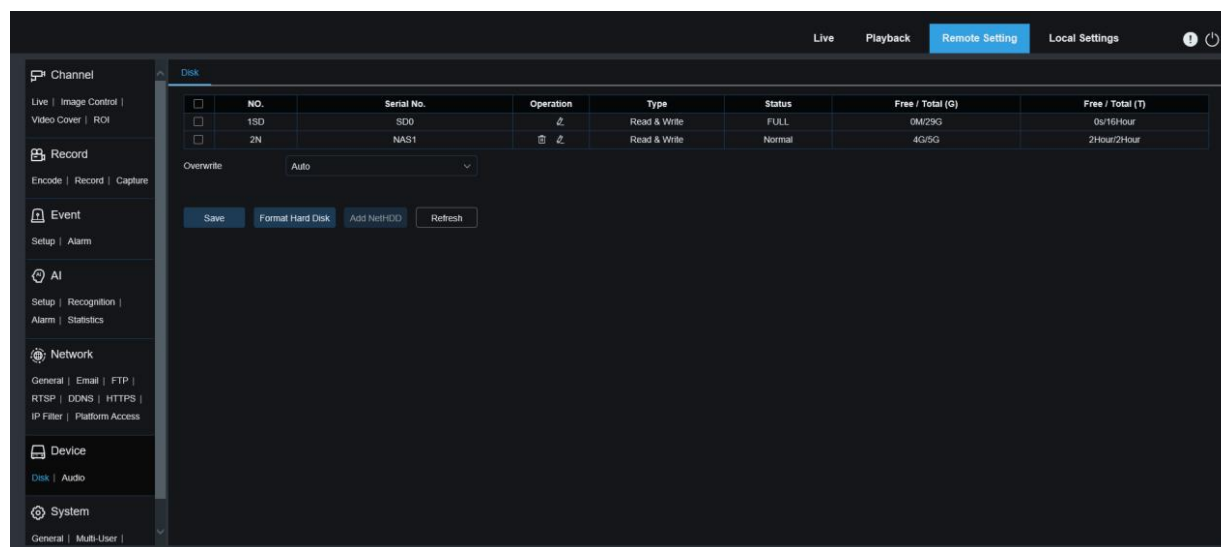 Live Playback Remote Setting Local Settings
Channel
Live | Image Control |
Video Cover | ROI
Record
Encode | Record | Capture
Event
Setup | Alarm
AI
Setup | Recognition |
Alarm | Statistics
Network
General | Email | FTP |
RTSP | DDNS | HTTPS |
IP Filter | Platform Access
Device
Disk | Audio
System
General | Multi-User |
Disk
NO. Serial No. Operation Type Status Free / Total (G) Free / Total (T)
1SD SD0 Read & Write FULL 0M/29G 0s/16Hour
2N NAS1 Read & Write Normal 4G/5G 2Hour/2Hour
Overwrite Auto
Save Format Hard Disk Add NetHDD Refresh